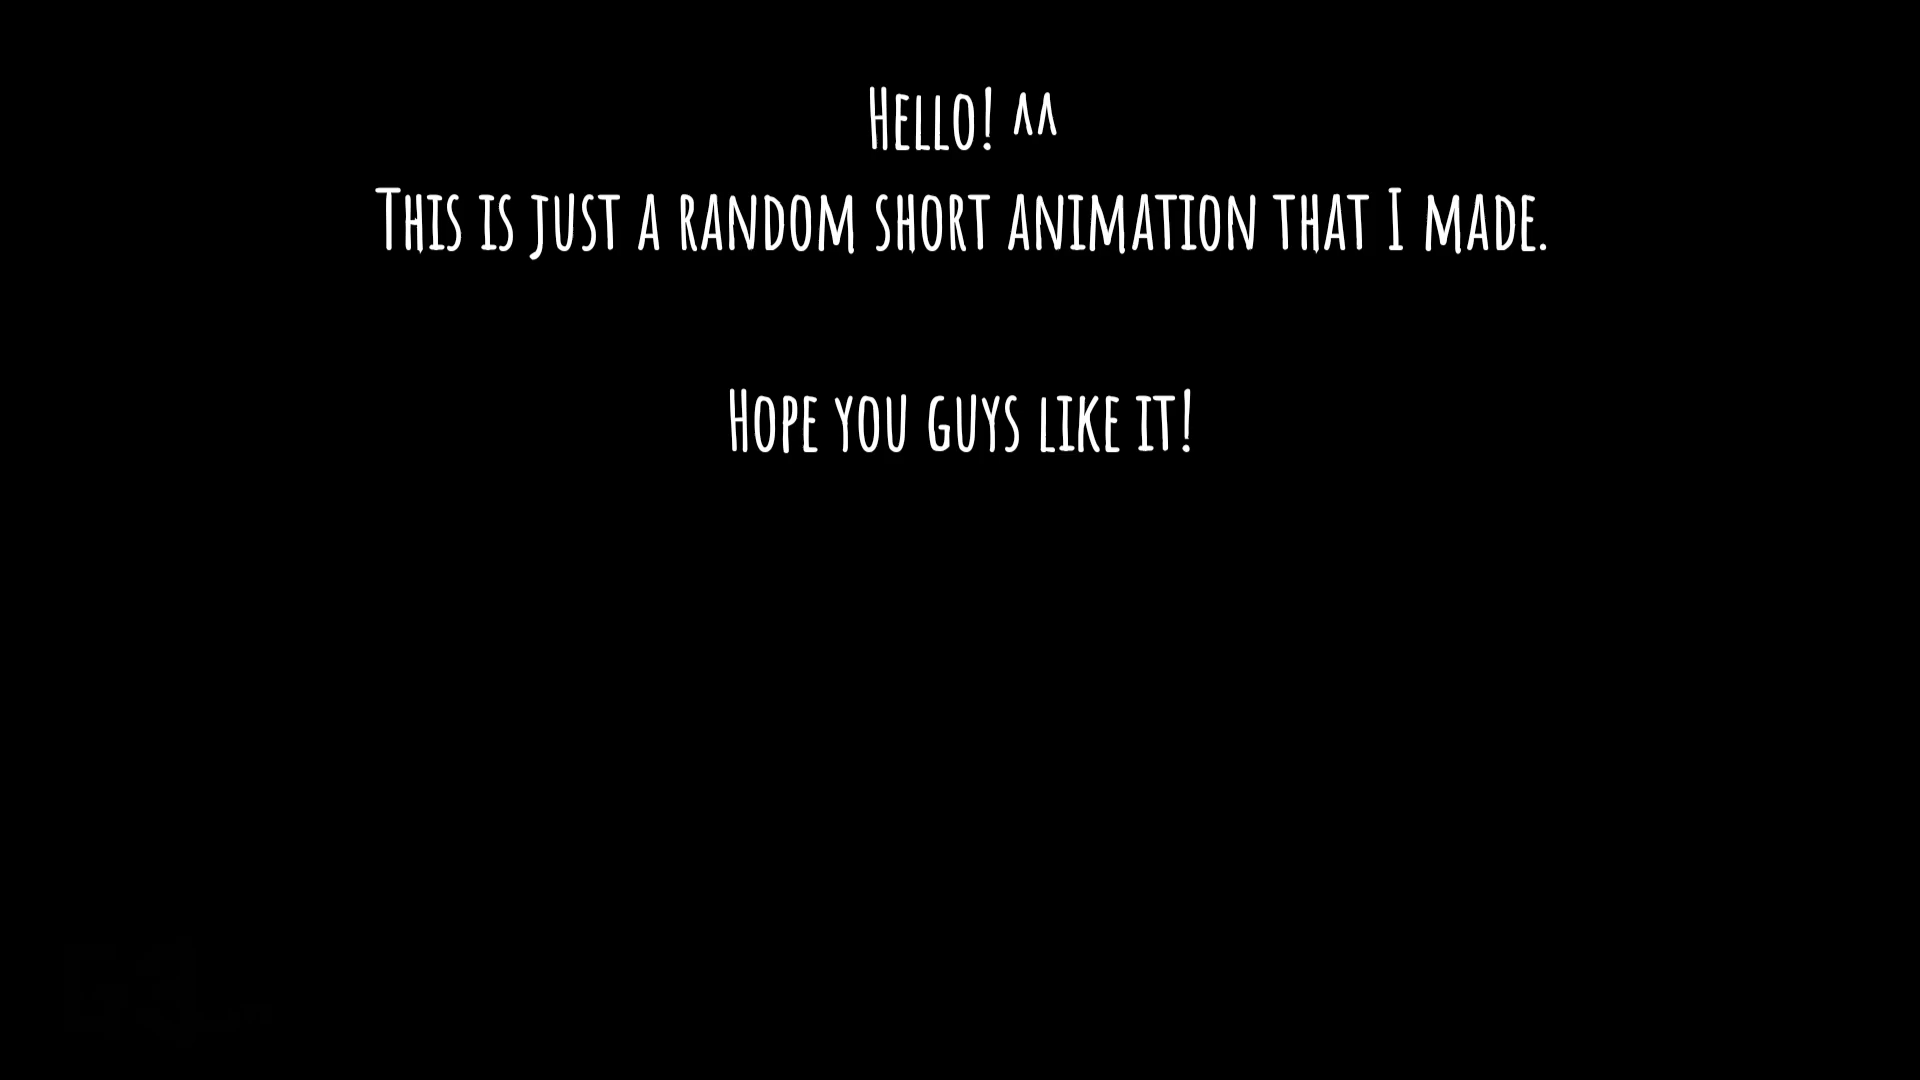 Hello! ^^
This is just a random short animation that I made.
Hope you guys like it!